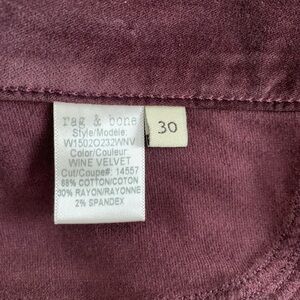 rag & bone
Style/Modèle:
W1502O232WNV
Color/Couleur
WINE VELVET
Cut/Coupe#: 14557
68% COTTON/COTON
30% RAYON/RAYONNE
2% SPANDEX
30